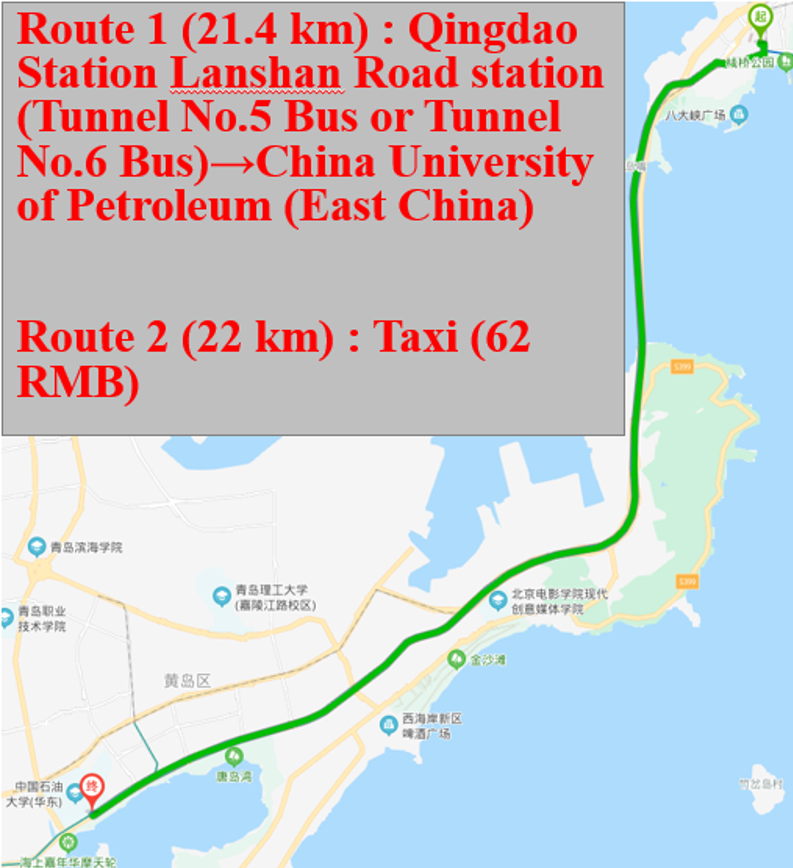 Route 1 (21.4 km) : Qingdao
Station Lanshan Road station
(Tunnel No.5 Bus or Tunnel
No.6 Bus)→China University
of Petroleum (East China)
Route 2 (22 km) : Taxi (62
RMB)
起
栈桥公园
八大峡广场
S399
S399
青岛滨海学院
青岛理工大学
(嘉陵江路校区)
北京电影学院现代
创意媒体学院
青岛职业
技术学院
金沙滩
黄岛区
西海岸新区
啤酒广场
唐岛湾
终
中国石油
大学(华东)
竹岔岛村
海上嘉年华摩天轮